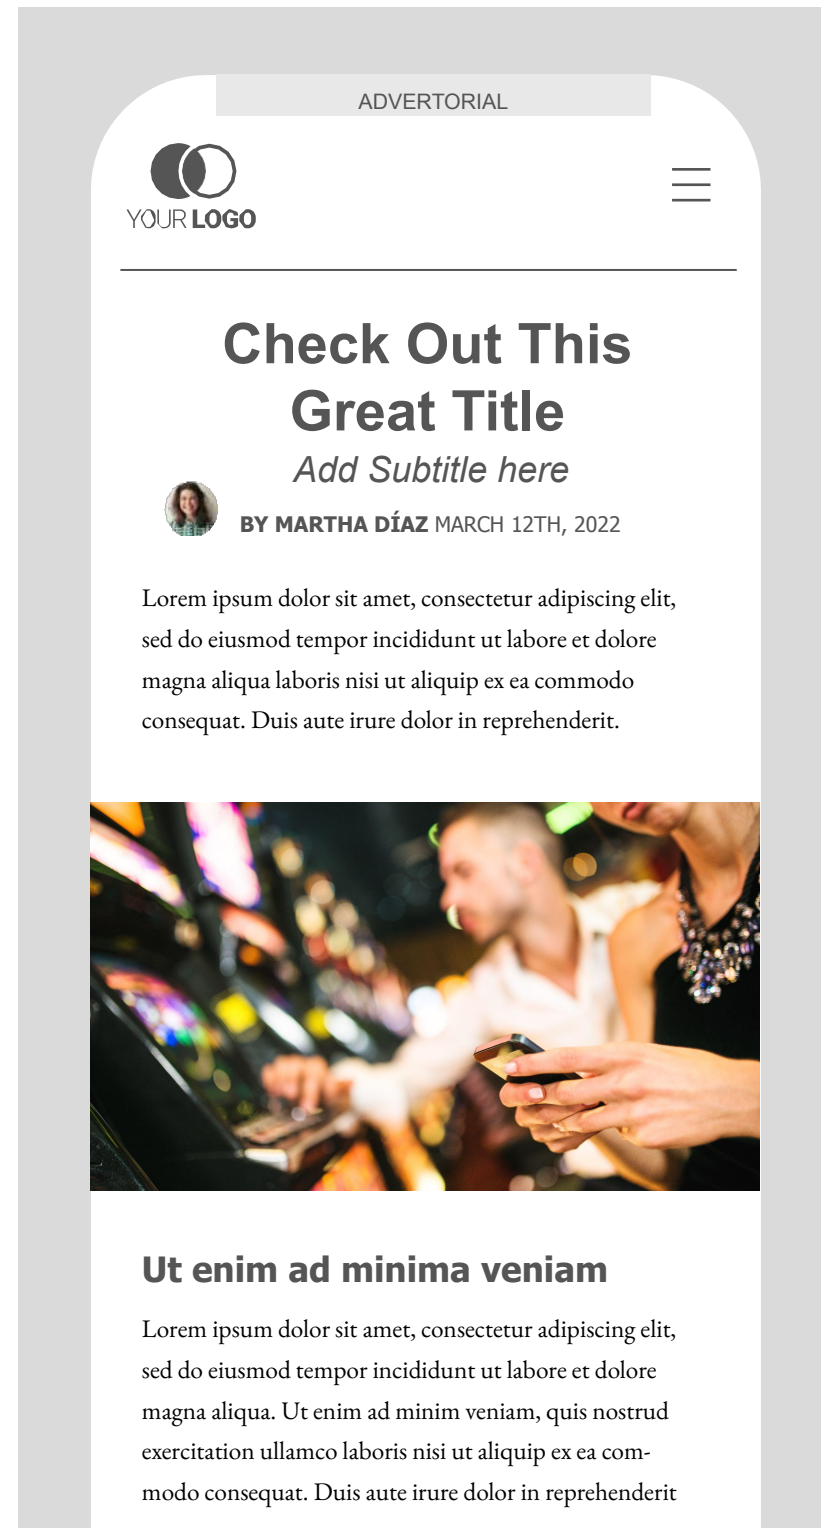 ADVERTORIAL
YOUR LOGO
Check Out This
Great Title
Add Subtitle here
BY MARTHA DÍAZ MARCH 12TH, 2022
Lorem ipsum dolor sit amet, consectetur adipiscing elit,
sed do eiusmod tempor incididunt ut labore et dolore
magna aliqua laboris nisi ut aliquip ex ea commodo
consequat. Duis aute irure dolor in reprehenderit.
Ut enim ad minima veniam
Lorem ipsum dolor sit amet, consectetur adipiscing elit,
sed do eiusmod tempor incididunt ut labore et dolore
magna aliqua. Ut enim ad minim veniam, quis nostrud
exercitation ullamco laboris nisi ut aliquip ex ea com-
modo consequat. Duis aute irure dolor in reprehenderit